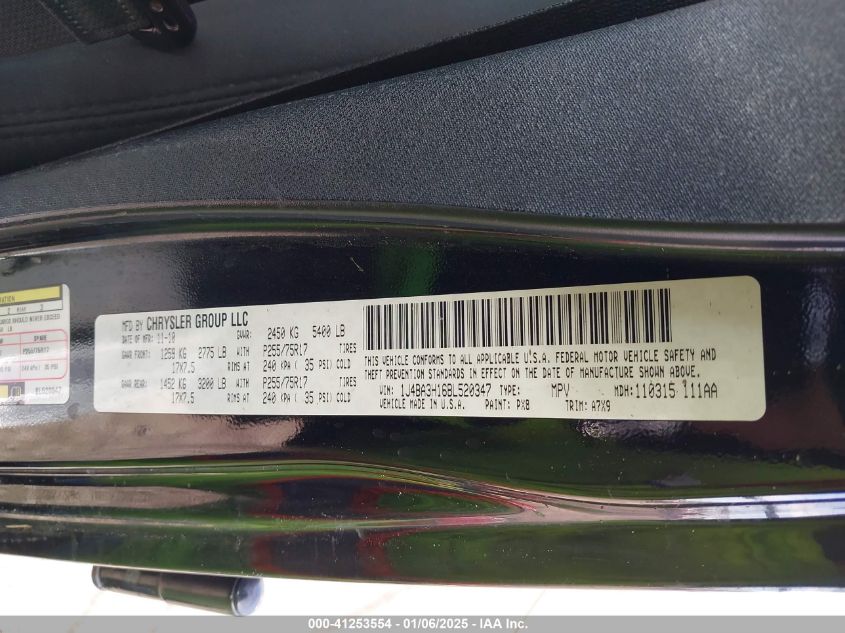 MFD BY CHRYSLER GROUP LLC
DATE OF MFR: 11-10 GVWR: 2450 KG 5400 LB
GAWR FRONT: 1259 KG 2775 LB WITH P255/75R17 TIRES
17X7.5 RIMS AT 240 KPA ( 35 PSI) COLD
GAWR REAR: 1452 KG 3200 LB WITH P255/75R17 TIRES
17X7.5 RIMS AT 240 KPA ( 35 PSI) COLD
THIS VEHICLE CONFORMS TO ALL APPLICABLE U.S.A. FEDERAL MOTOR VEHICLE SAFETY AND
THEFT PREVENTION STANDARDS IN EFFECT ON THE DATE OF MANUFACTURE SHOWN ABOVE.
VIN: 1J4BA3H16BL520347 TYPE: MPV MDH: 110315 111AA
VEHICLE MADE IN U.S.A. PAINT: PX8 TRIM: A7X9
2 REAR 3
SPARE
BL520347
000-41253554 - 01/06/2025 - IAA Inc.